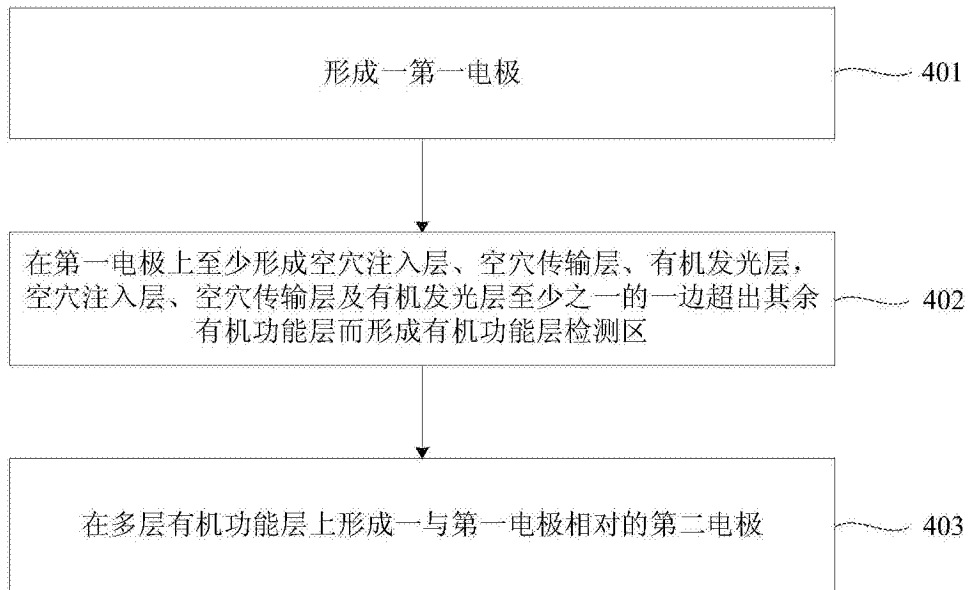 形成一第一电极
401
在第一电极上至少形成空穴注入层、空穴传输层、有机发光层，
空穴注入层、空穴传输层及有机发光层至少之一的一边超出其余
有机功能层而形成有机功能层检测区
402
在多层有机功能层上形成一与第一电极相对的第二电极
403